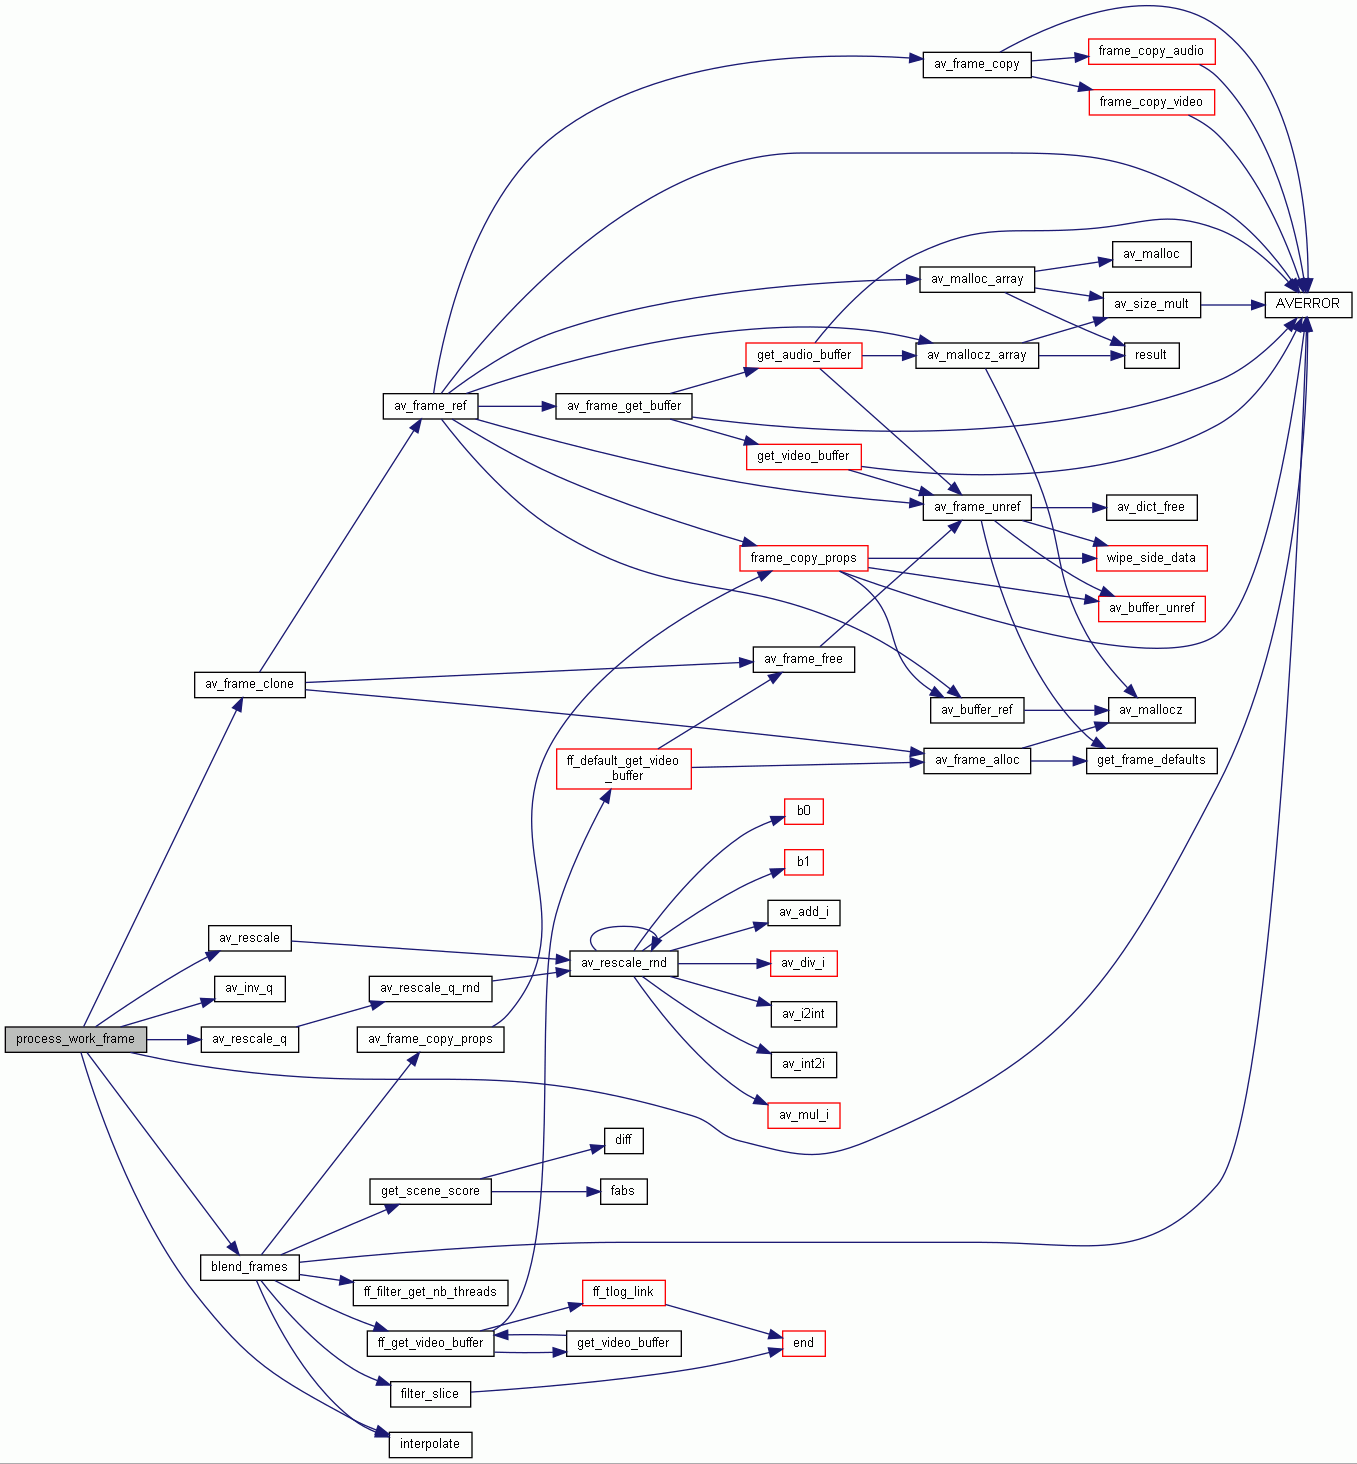 av_frame_copy
frame_copy_audio
frame_copy_video
av_malloc
av_malloc_array
av_size_mult
AVERROR
get_audio_buffer
av_mallocz_array
result
av_frame_ref
av_frame_get_buffer
get_video_buffer
av_frame_unref
av_dict_free
frame_copy_props
wipe_side_data
av_buffer_unref
av_frame_clone
av_frame_free
av_buffer_ref
av_mallocz
ff_default_get_video
_buffer
av_frame_alloc
get_frame_defaults
b0
b1
av_add_i
av_rescale
av_rescale_rnd
av_div_i
av_inv_q
av_rescale_q_rnd
av_i2int
process_work_frame
av_rescale_q
av_frame_copy_props
av_int2i
av_mul_i
diff
get_scene_score
fabs
blend_frames
ff_filter_get_nb_threads
ff_tlog_link
ff_get_video_buffer
get_video_buffer
end
filter_slice
interpolate